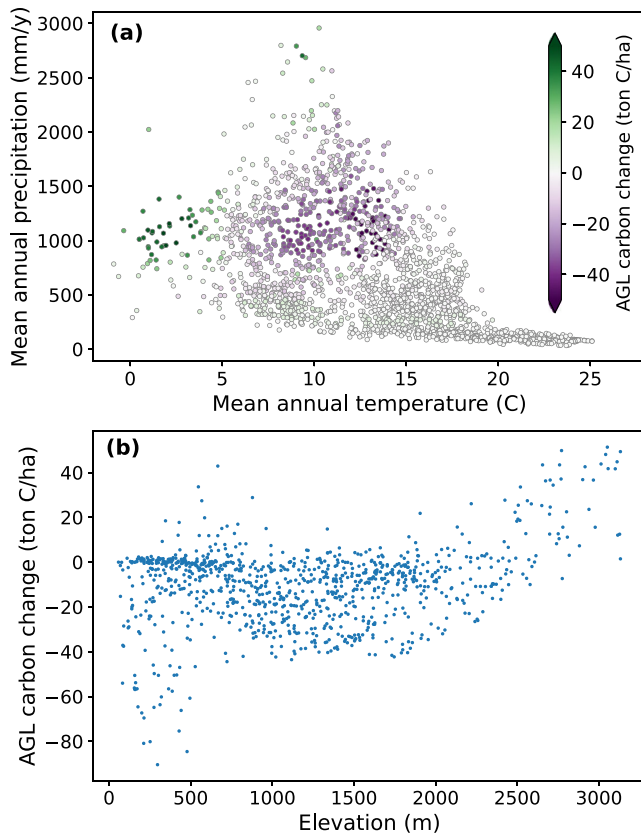 (a)
Mean annual precipitation (mm/y)
3000
2500
2000
1500
1000
500
0
0 5 10 15 20 25
Mean annual temperature (C)
40
20
0
−20
−40
AGL carbon change (ton C/ha)
(b)
AGL carbon change (ton C/ha)
40
20
0
−20
−40
−60
−80
0 500 1000 1500 2000 2500 3000
Elevation (m)